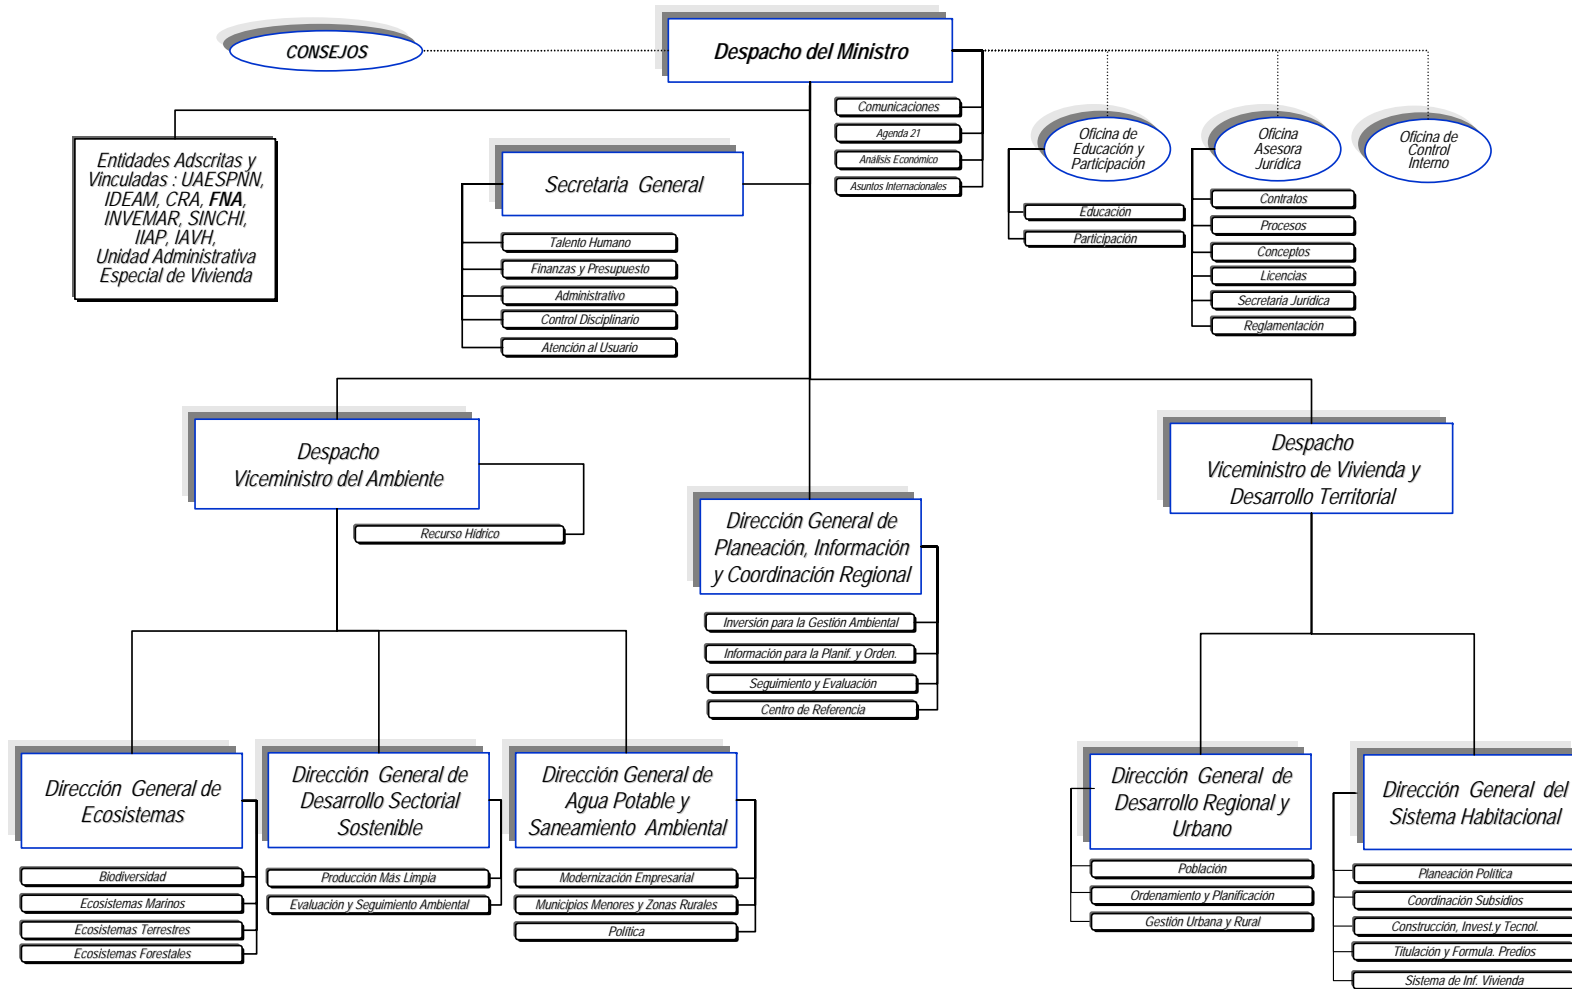 CONSEJOS
Despacho del Ministro
Comunicaciones
Agenda 21
Análisis Económico
Asuntos Internacionales
Oficina de
Educación y
Participación
Educación
Participación
Oficina
Asesora
Jurídica
Contratos
Procesos
Conceptos
Licencias
Secretaria Jurídica
Reglamentación
Oficina de
Control
Interno
Entidades Adscritas y
Vinculadas : UAESPNN,
IDEAM, CRA, FNA,
INVEMAR, SINCHI,
IIAP, IAVH,
Unidad Administrativa
Especial de Vivienda
Secretaria General
Talento Humano
Finanzas y Presupuesto
Administrativo
Control Disciplinario
Atención al Usuario
Despacho
Viceministro del Ambiente
Recurso Hídrico
Dirección General de
Planeación, Información
y Coordinación Regional
Inversión para la Gestión Ambiental
Información para la Planif. y Orden.
Seguimiento y Evaluación
Centro de Referencia
Despacho
Viceministro de Vivienda y
Desarrollo Territorial
Dirección General de
Ecosistemas
Biodiversidad
Ecosistemas Marinos
Ecosistemas Terrestres
Ecosistemas Forestales
Dirección General de
Desarrollo Sectorial
Sostenible
Producción Más Limpia
Evaluación y Seguimiento Ambiental
Dirección General de
Agua Potable y
Saneamiento Ambiental
Modernización Empresarial
Municipios Menores y Zonas Rurales
Política
Dirección General de
Desarrollo Regional y
Urbano
Población
Ordenamiento y Planificación
Gestión Urbana y Rural
Dirección General del
Sistema Habitacional
Planeación Política
Coordinación Subsidios
Construcción, Invest.y Tecnol.
Titulación y Formula. Predios
Sistema de Inf. Vivienda